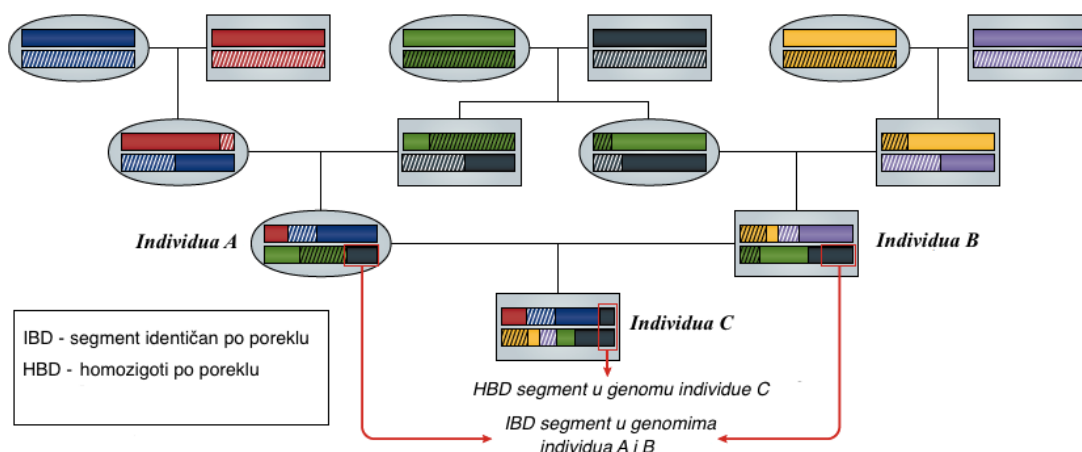 Individua A
Individua B
Individua C
IBD - segment identičan po poreklu
HBD - homozigoti po poreklu
HBD segment u genomu individue C
IBD segment u genomima
individua A i B